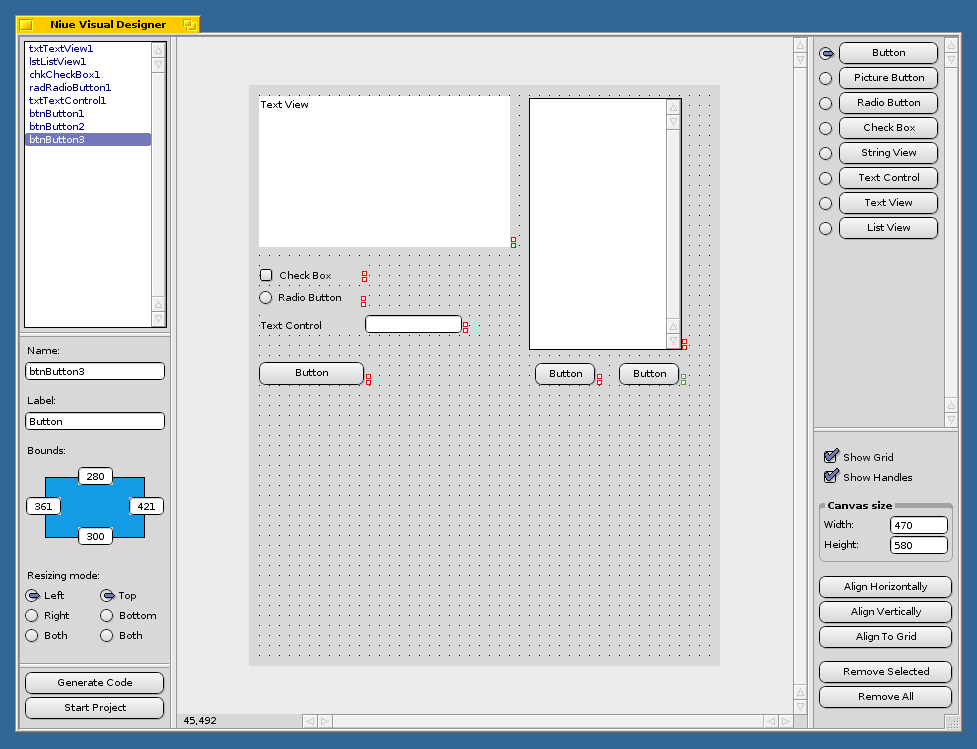 Niue Visual Designer
txtTextView1
lstListView1
chkCheckBox1
radRadioButton1
txtTextControl1
btnButton1
btnButton2
btnButton3
Name:
btnButton3
Label:
Button
Bounds:
280
361
421
300
Resizing mode:
Left
Top
Right
Bottom
Both
Both
Generate Code
Start Project
Text View
Check Box
Radio Button
Text Control
Button
Button
Button
45,492
Button
Picture Button
Radio Button
Check Box
String View
Text Control
Text View
List View
Show Grid
Show Handles
Canvas size
Width:
470
Height:
580
Align Horizontally
Align Vertically
Align To Grid
Remove Selected
Remove All